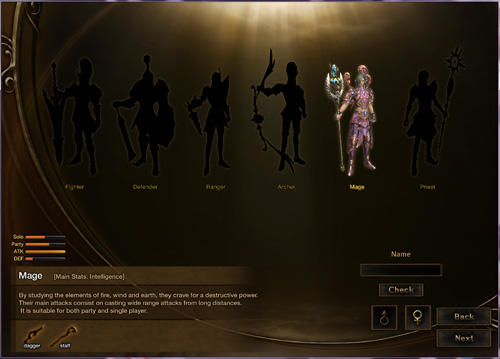 Fighter Defender Ranger Archer Mage Priest
Solo
Party
ATK
DEF
Mage [Main Stats: Intelligence]
By studying the elements of fire, wind and earth, they crave for a destructive power.
Their main attacks consist on casting wide range attacks from long distances.
It is suitable for both party and single player.
dagger staff
Name
Check
Back
Next